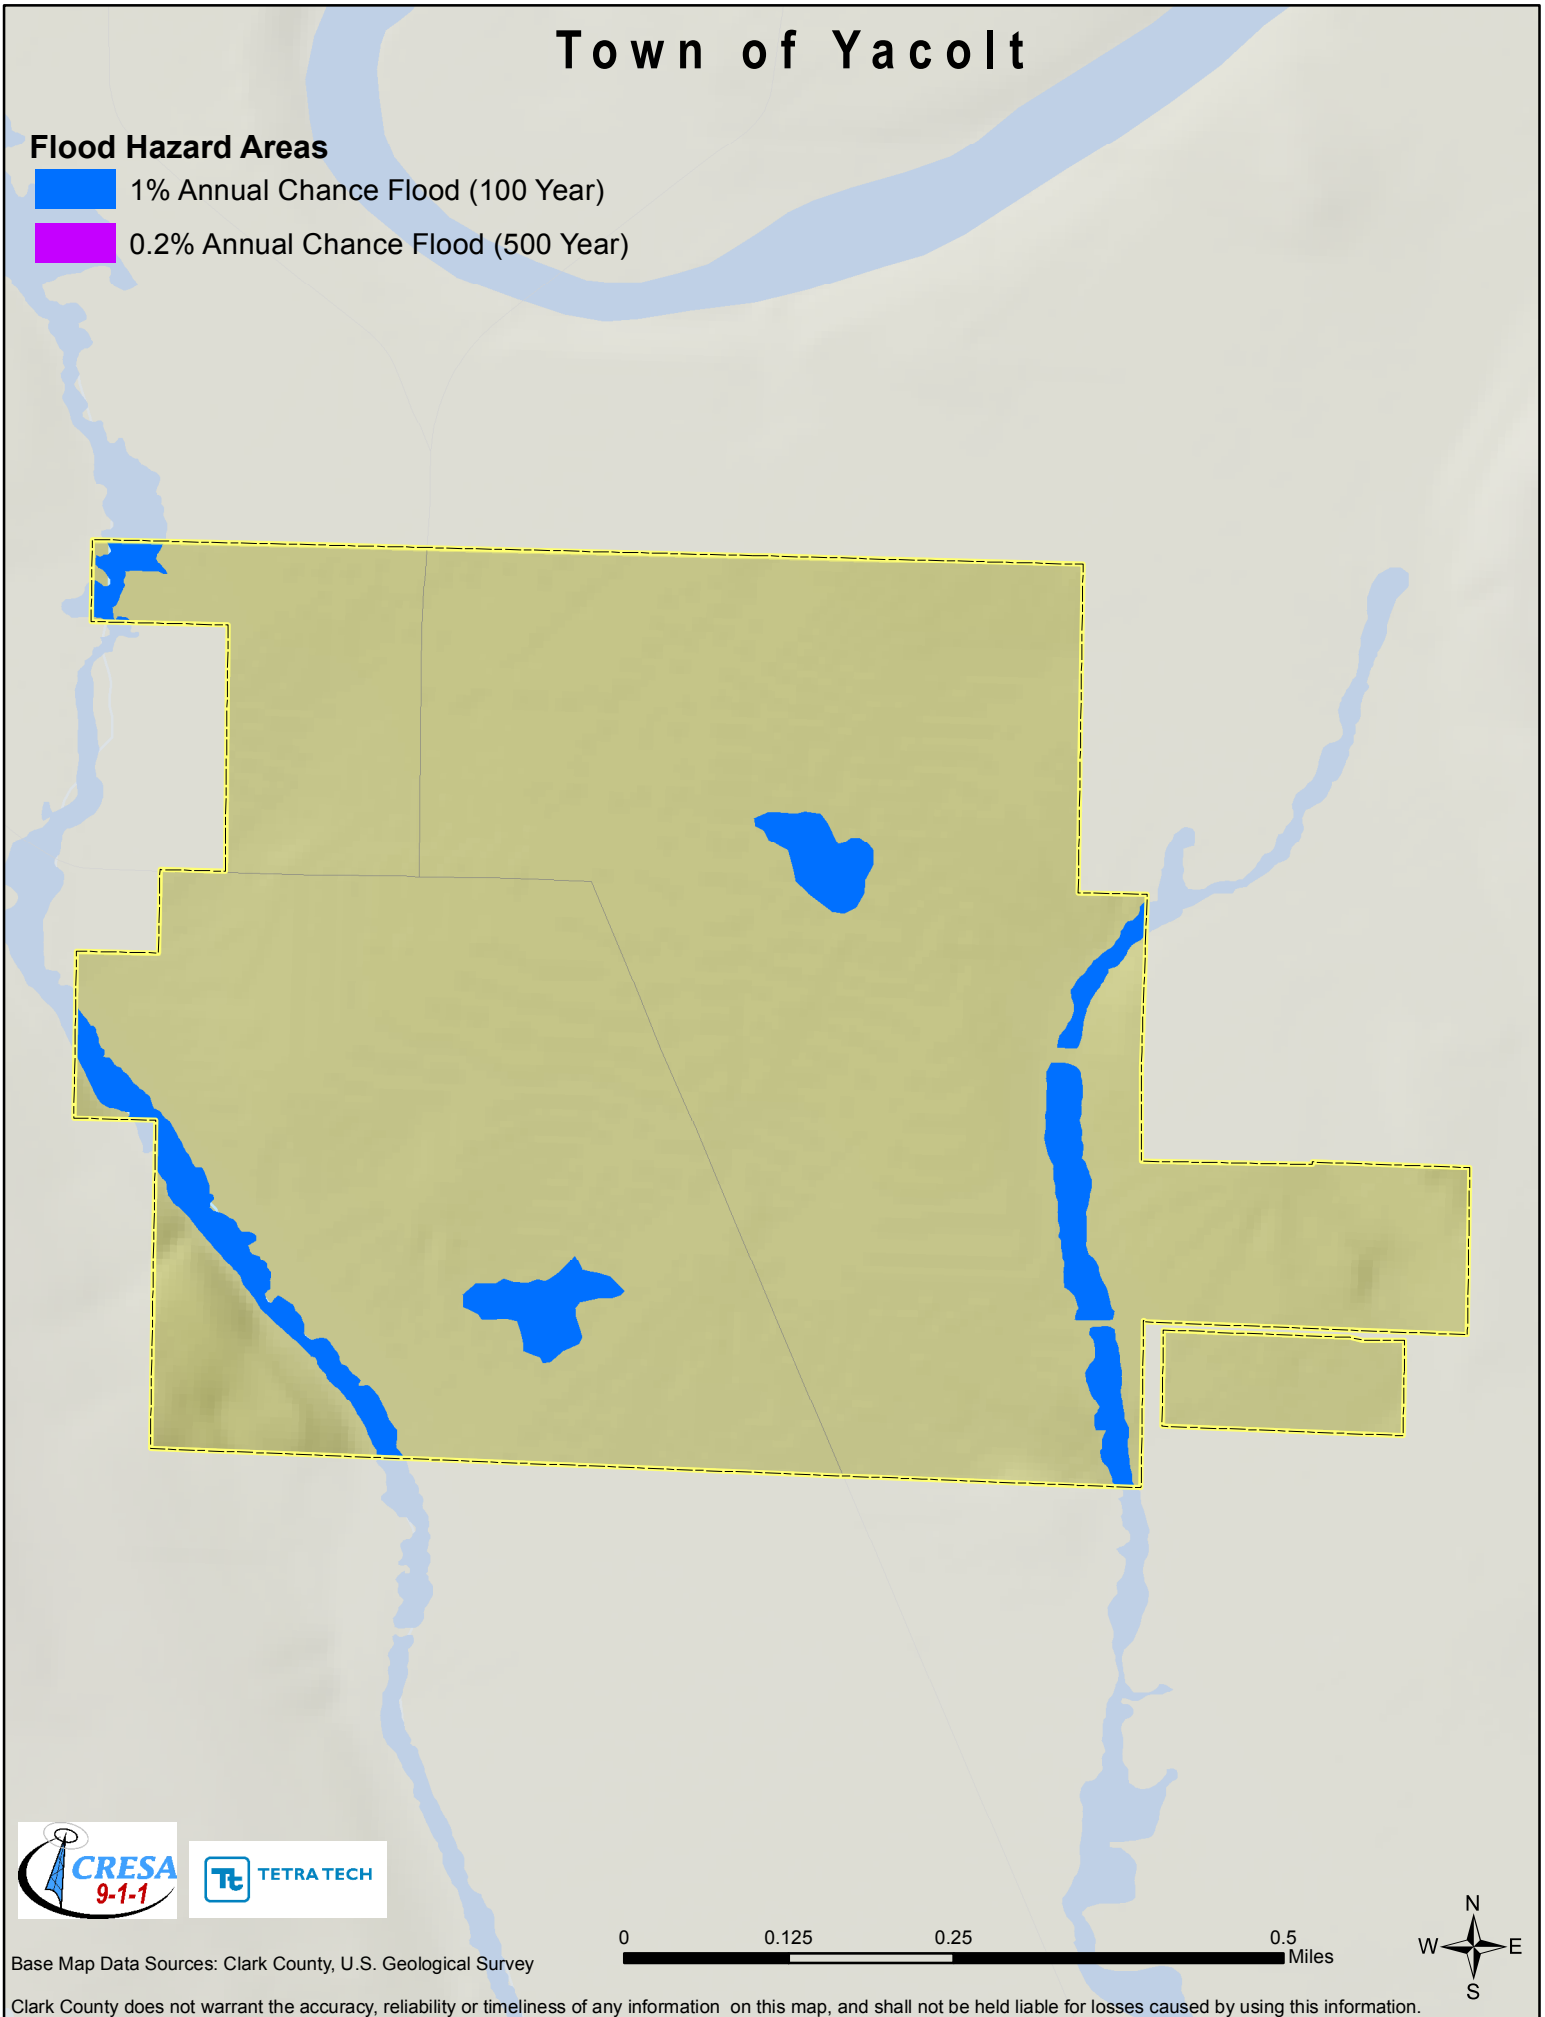 Town of Yacolt
Flood Hazard Areas
1% Annual Chance Flood (100 Year)
0.2% Annual Chance Flood (500 Year)
CRESA
9-1-1
Tt TETRA TECH
0 0.125 0.25 0.5
Miles
N
W E
S
Base Map Data Sources: Clark County, U.S. Geological Survey
Clark County does not warrant the accuracy, reliability or timeliness of any information on this map, and shall not be held liable for losses caused by using this information.